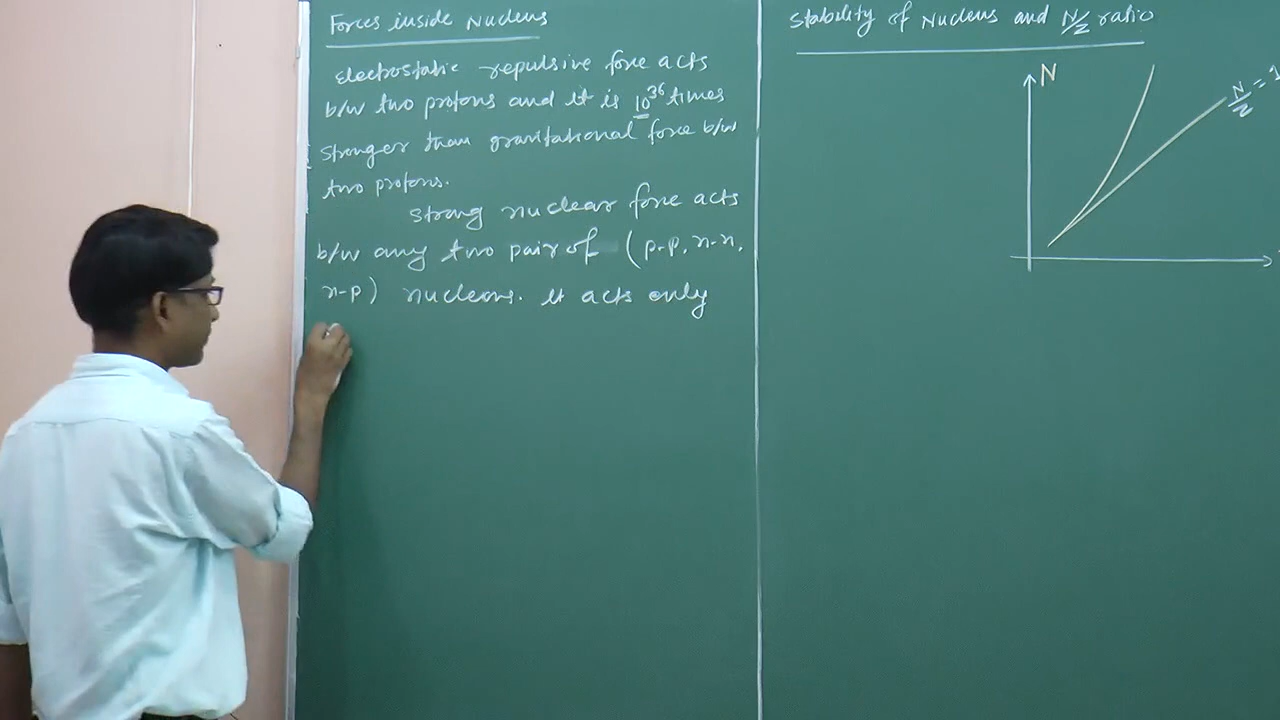 Forces inside Nucleus
Electrostatic repulsive force acts
b/w two protons and it is 10^36 times
stronger than gravitational force b/w
two protons.
Strong nuclear force acts
b/w any two pair of (p-p, n-n,
n-p) nucleons. it acts only
Stability of Nucleus and N/Z ratio
N
N/Z = 1